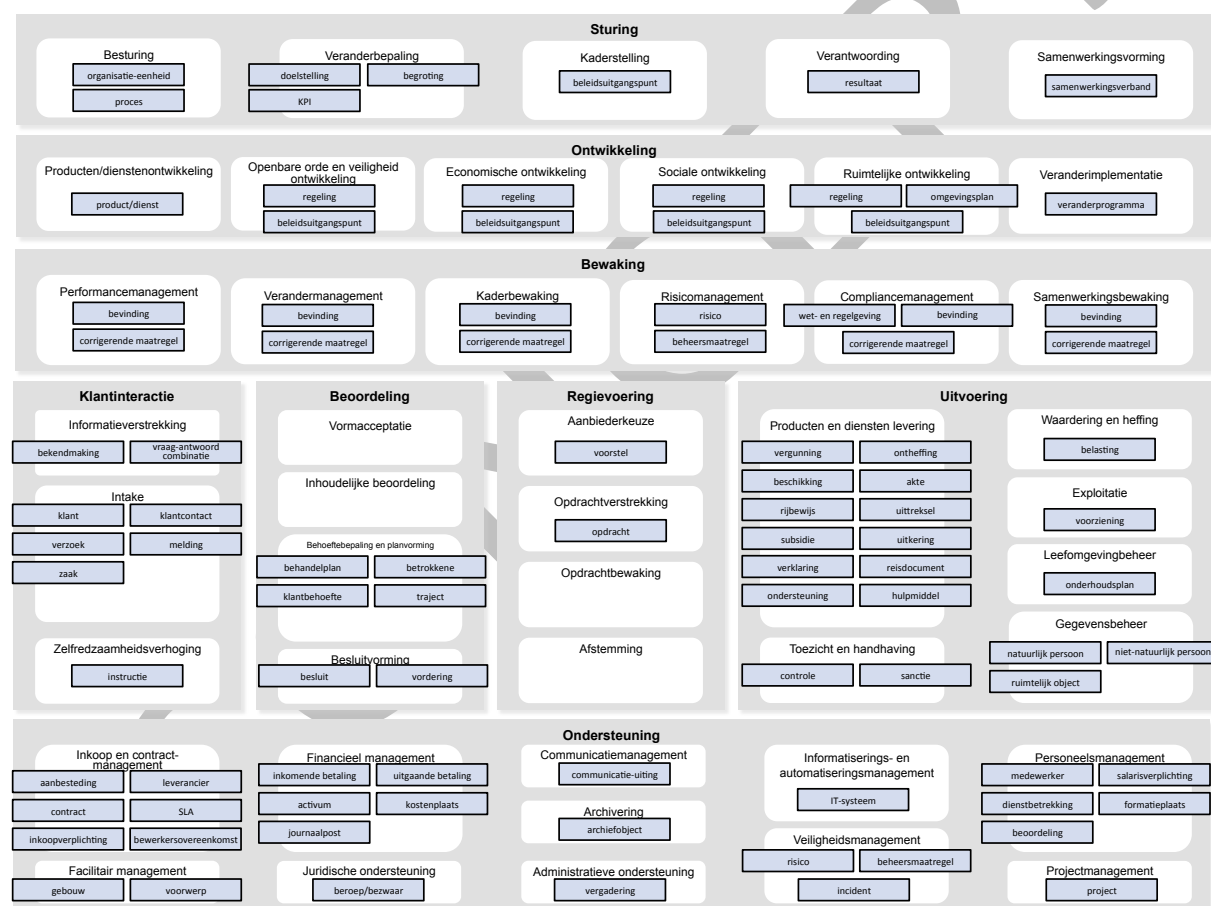 Sturing
Besturing
organisatie-eenheid
proces
Veranderbepaling
doelstelling
begroting
KPI
Kaderstelling
beleidsuitgangspunt
Verantwoording
resultaat
Samenwerkingsvorming
samenwerkingsverband
Ontwikkeling
Producten/dienstenontwikkeling
product/dienst
Openbare orde en veiligheid
ontwikkeling
regeling
beleidsuitgangspunt
Economische ontwikkeling
regeling
beleidsuitgangspunt
Sociale ontwikkeling
regeling
beleidsuitgangspunt
Ruimtelijke ontwikkeling
regeling
omgevingsplan
beleidsuitgangspunt
Veranderimplementatie
veranderprogramma
Bewaking
Performancemanagement
bevinding
corrigerende maatregel
Verandermanagement
bevinding
corrigerende maatregel
Kaderbewaking
bevinding
corrigerende maatregel
Risicomanagement
risico
beheersmaatregel
Compliancemanagement
wet- en regelgeving
bevinding
corrigerende maatregel
Samenwerkingsbewaking
bevinding
corrigerende maatregel
Klantinteractie
Informatieverstrekking
bekendmaking
vraag-antwoord
combinatie
Intake
klant
klantcontact
verzoek
melding
zaak
Zelfredzaamheidsverhoging
instructie
Beoordeling
Vormacceptatie
Inhoudelijke beoordeling
Behoeftebepaling en planvorming
behandelplan
betrokkene
klantbehoefte
traject
Besluitvorming
besluit
vordering
Regievoering
Aanbiederkeuze
voorstel
Opdrachtverstrekking
opdracht
Opdrachtbewaking
Afstemming
Uitvoering
Producten en diensten levering
vergunning
ontheffing
beschikking
akte
rijbewijs
uittreksel
subsidie
uitkering
verklaring
reisdocument
ondersteuning
hulpmiddel
Toezicht en handhaving
controle
sanctie
Waardering en heffing
belasting
Exploitatie
voorziening
Leefomgevingbeheer
onderhoudsplan
Gegevensbeheer
natuurlijk persoon
niet-natuurlijk persoon
ruimtelijk object
Ondersteuning
Inkoop en contract-
management
aanbesteding
leverancier
contract
SLA
inkoopverplichting
bewerkersovereenkomst
Facilitair management
gebouw
voorwerp
Financieel management
inkomende betaling
uitgaande betaling
activum
kostenplaats
journaalpost
Juridische ondersteuning
beroep/bezwaar
Communicatiemanagement
communicatie-uiting
Archivering
archiefobject
Administratieve ondersteuning
vergadering
Informatiserings- en
automatiseringsmanagement
IT-systeem
Veiligheidsmanagement
risico
beheersmaatregel
incident
Personeelsmanagement
medewerker
salarisverplichting
dienstbetrekking
formatieplaats
beoordeling
Projectmanagement
project